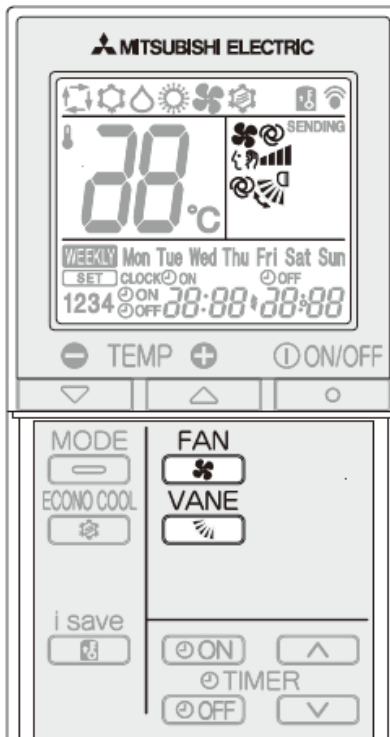 MITSUBISHI ELECTRIC
SENDING
°C
WEEKLY Mon Tue Wed Thu Fri Sat Sun
SET CLOCK ON OFF
1234 ON OFF 88:88 88:88
TEMP ON/OFF
MODE FAN
ECONO COOL VANE
i save
ON
TIMER
OFF